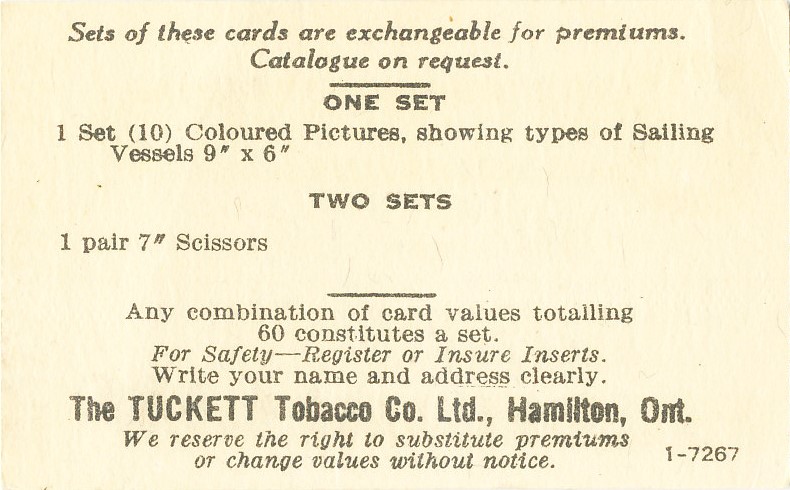 Sets of these cards are exchangeable for premiums.
Catalogue on request.
ONE SET
1 Set (10) Coloured Pictures, showing types of Sailing
Vessels 9" x 6"
TWO SETS
1 pair 7" Scissors
Any combination of card values totalling
60 constitutes a set.
For Safety—Register or Insure Inserts.
Write your name and address clearly.
The TUCKETT Tobacco Co. Ltd., Hamilton, Ont.
We reserve the right to substitute premiums
or change values without notice.
1-7267